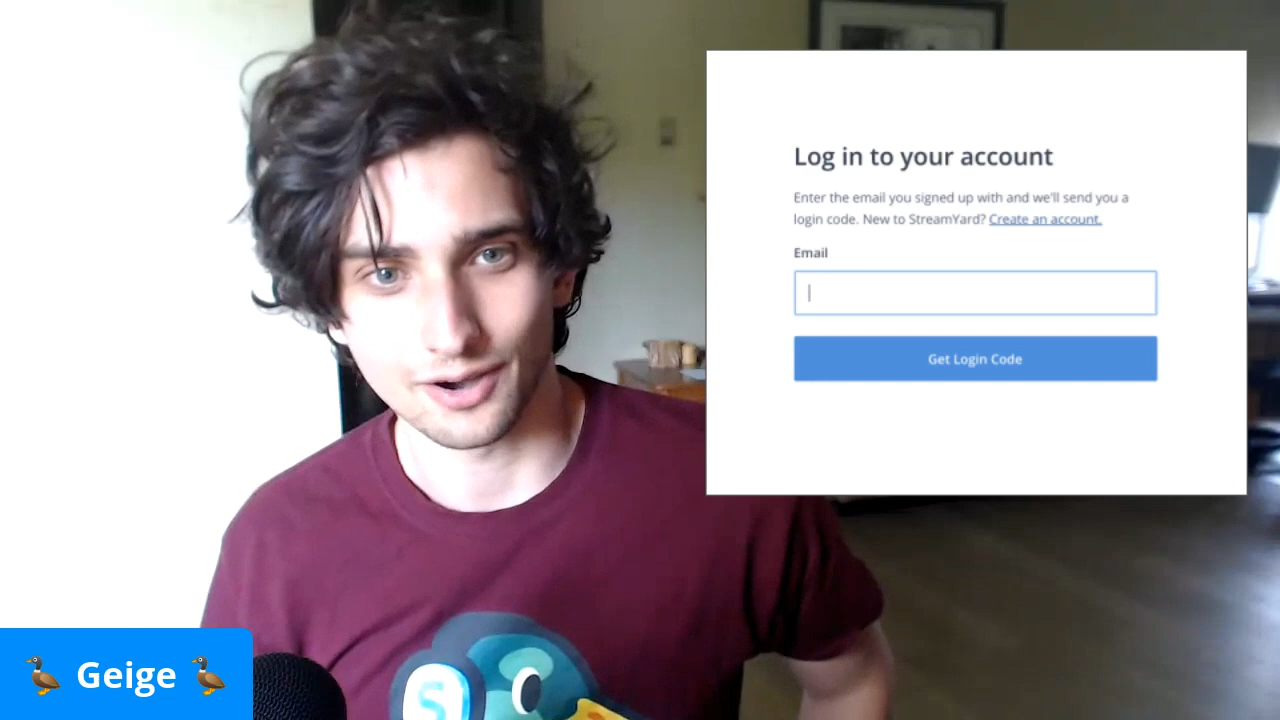 Log in to your account
Enter the email you signed up with and we'll send you a
login code. New to StreamYard? Create an account.
Email
Get Login Code
🦆 Geige 🦆
S